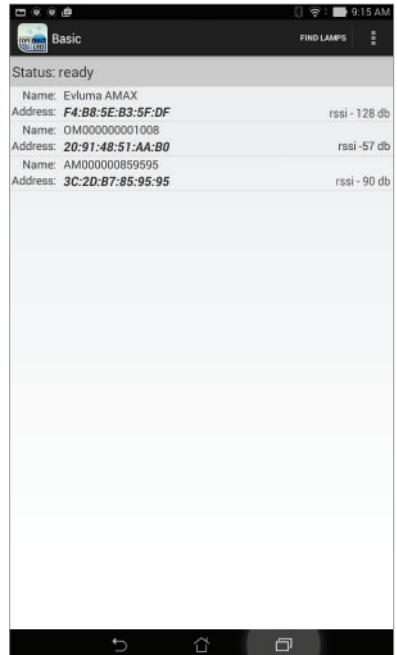 9:15 AM
Basic
FIND LAMPS
Status: ready
Name: Evluma AMAX
Address: F4:B8:5E:B3:5F:DF rssi - 128 db
Name: OM000000001008
Address: 20:91:48:51:AA:B0 rssi -57 db
Name: AM000000859595
Address: 3C:2D:B7:85:95:95 rssi - 90 db